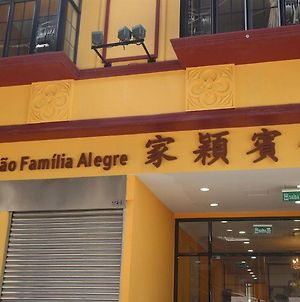 ão Família Alegre 家穎賓